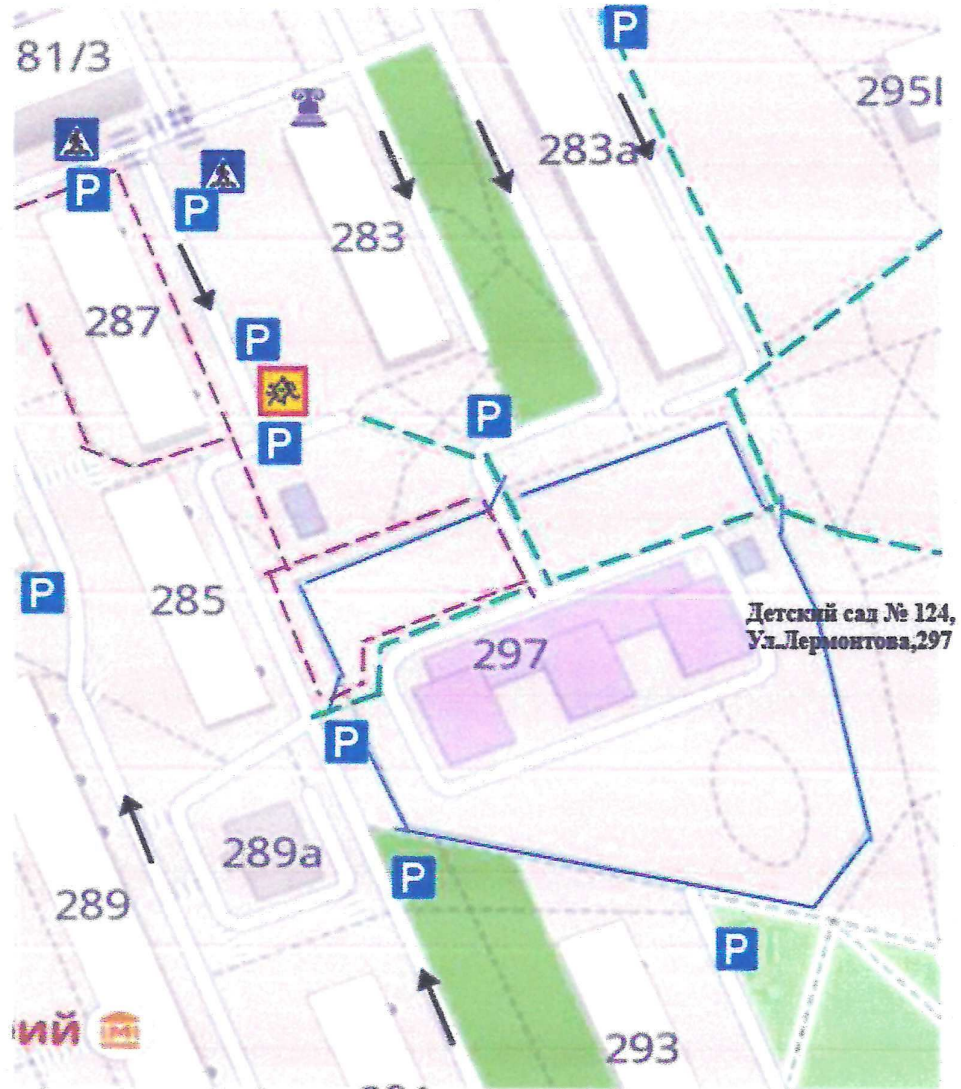 P
81/3
295
283а
P
P
283
287
P
P
P
P
285
Детский сад № 124,
Ул.Лермонтова,297
297
P
289а
P
289
P
ий
М
293